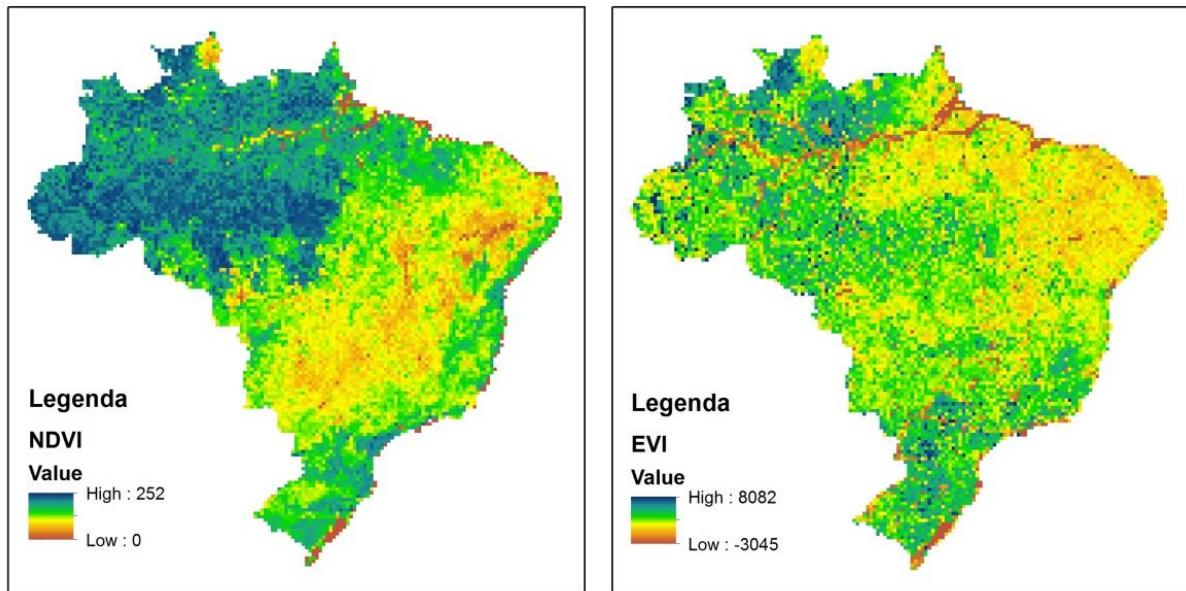 Legenda
NDVI
Value
High : 252
Low : 0
Legenda
EVI
Value
High : 8082
Low : -3045